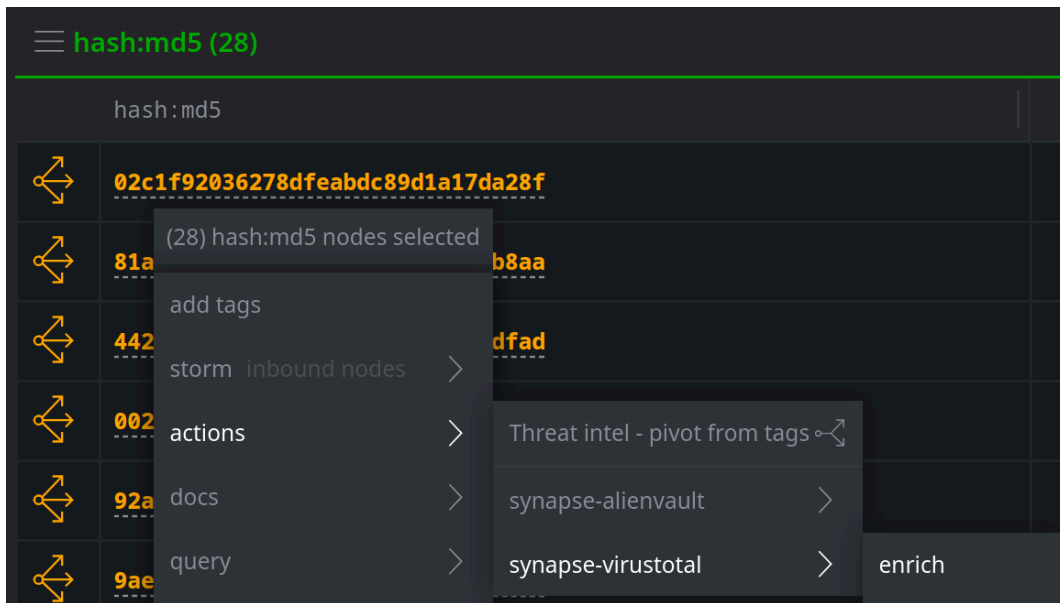 hash:md5 (28)
hash:md5
02c1f92036278dfeabdc89d1a17da28f
(28) hash:md5 nodes selected
81a
b8aa
add tags
442
dfad
storm inbound nodes
002
actions
Threat intel - pivot from tags
92a
docs
synapse-alienvault
9ae
query
synapse-virustotal
enrich